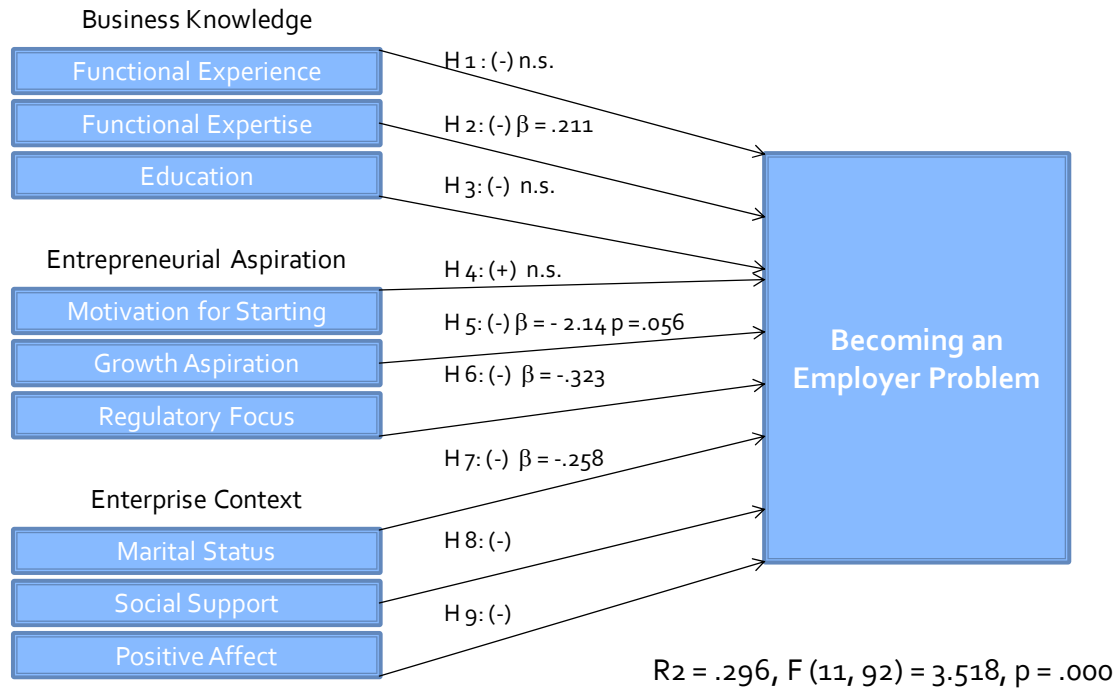 Business Knowledge
Functional Experience
Functional Expertise
Education
H 1 : (-) n.s.
H 2: (-) β = .211
H 3: (-) n.s.
Entrepreneurial Aspiration
Motivation for Starting
Growth Aspiration
Regulatory Focus
H 4: (+) n.s.
H 5: (-) β = - 2.14 p =.056
H 6: (-) β = -.323
Enterprise Context
Marital Status
Social Support
Positive Affect
H 7: (-) β = -.258
H 8: (-)
H 9: (-)
Becoming an
Employer Problem
R2 = .296, F (11, 92) = 3.518, p = .000